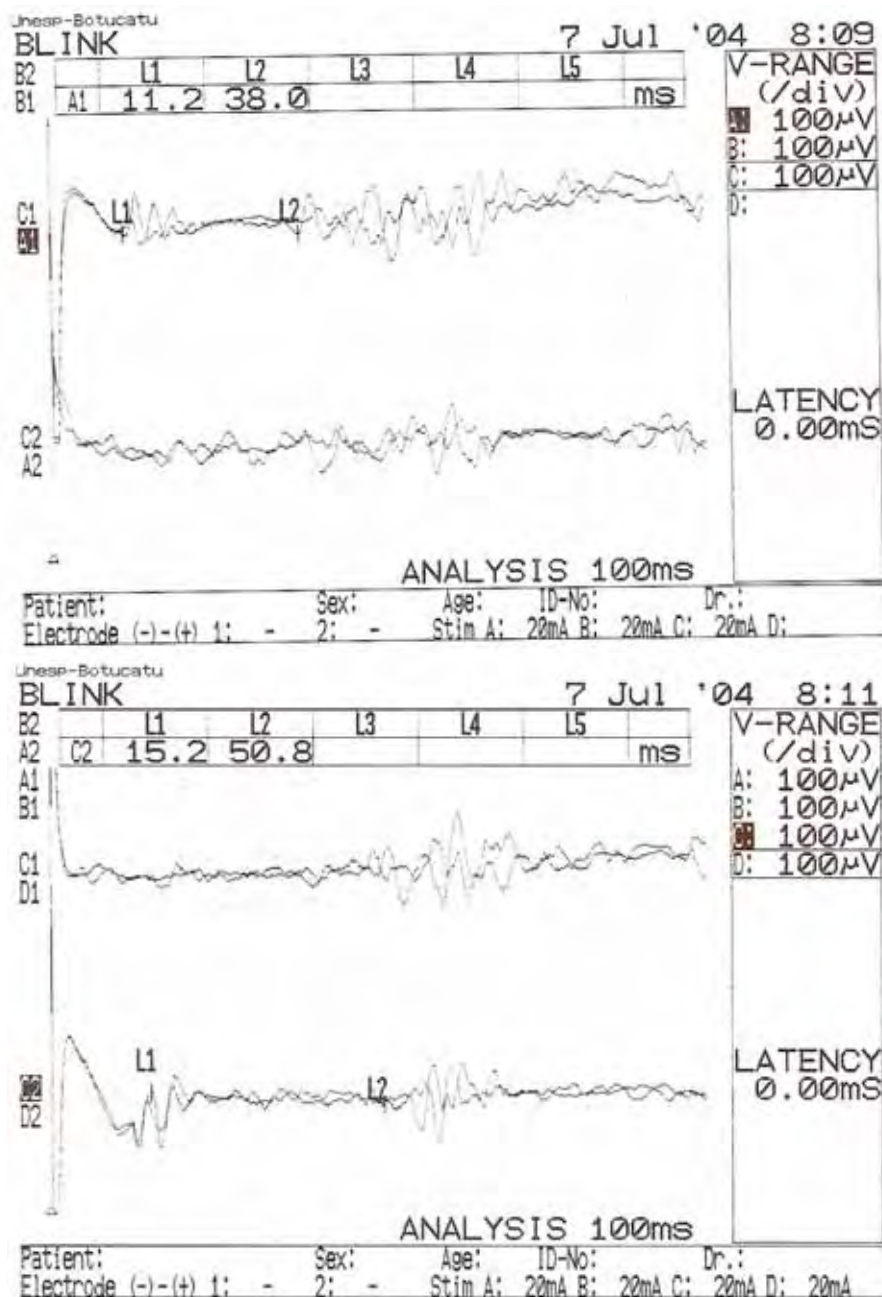 Unesp-Botucatu
BLINK 7 Jul '04 8:09
B2 L1 L2 L3 L4 L5
B1 A1 11.2 38.0 ms
V-RANGE
(/div)
100μV
B: 100μV
C: 100μV
D:
C1
L1 L2
LATENCY
0.00mS
C2
A2
ANALYSIS 100ms
Patient: Sex: Age: ID-No: Dr.:
Electrode (-)-(+) 1: - 2: - Stim A: 20mA B: 20mA C: 20mA D:
Unesp-Botucatu
BLINK 7 Jul '04 8:11
B2 L1 L2 L3 L4 L5
A2 C2 15.2 50.8 ms
V-RANGE
(/div)
A: 100μV
B: 100μV
100μV
D: 100μV
A1
B1
C1
D1
L1
L2
LATENCY
0.00mS
D2
ANALYSIS 100ms
Patient: Sex: Age: ID-No: Dr.:
Electrode (-)-(+) 1: - 2: - Stim A: 20mA B: 20mA C: 20mA D: 20mA